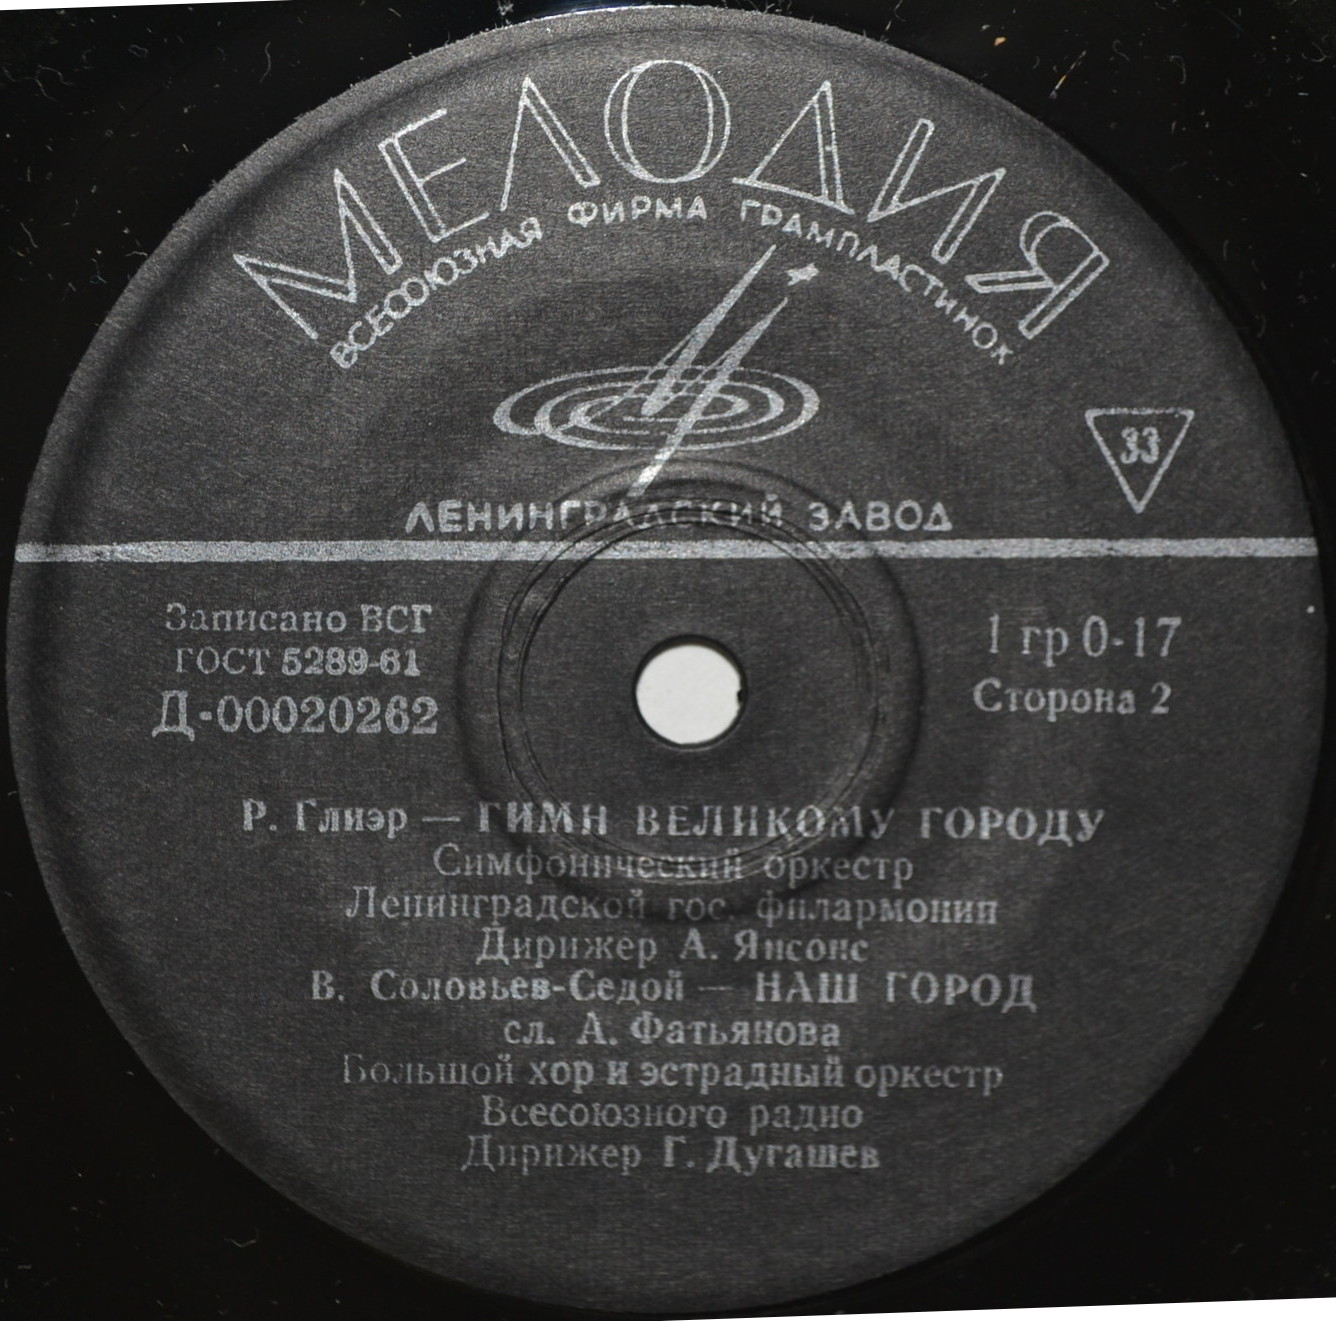 МЕЛОДИЯ
ВСЕСОЮЗНАЯ ФИРМА ГРАМПЛАСТИНОК
33
ЛЕНИНГРАДСКИЙ ЗАВОД
Записано ВСГ
ГОСТ 5289-61
Д-00020262
1 гр 0-17
Сторона 2
Р. Глиэр — ГИМН ВЕЛИКОМУ ГОРОДУ
Симфонический оркестр
Ленинградской гос. филармонии
Дирижер А. Янсонс
В. Соловьев-Седой — НАШ ГОРОД
сл. А. Фатьянова
Большой хор и эстрадный оркестр
Всесоюзного радио
Дирижер Г. Дугашев